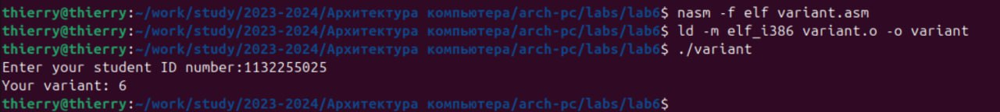 thierry@thierry:~/work/study/2023-2024/Архитектура компьютера/arch-pc/labs/lab6$ nasm -f elf variant.asm
thierry@thierry:~/work/study/2023-2024/Архитектура компьютера/arch-pc/labs/lab6$ ld -m elf_i386 variant.o -o variant
thierry@thierry:~/work/study/2023-2024/Архитектура компьютера/arch-pc/labs/lab6$ ./variant
Enter your student ID number:1132255025
Your variant: 6
thierry@thierry:~/work/study/2023-2024/Архитектура компьютера/arch-pc/labs/lab6$